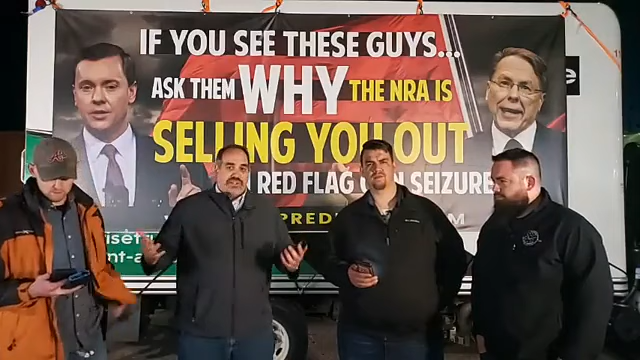 IF YOU SEE THESE GUYS...
ASK THEM WHY THE NRA IS
SELLING YOU OUT
RED FLAG GUN SEIZURE